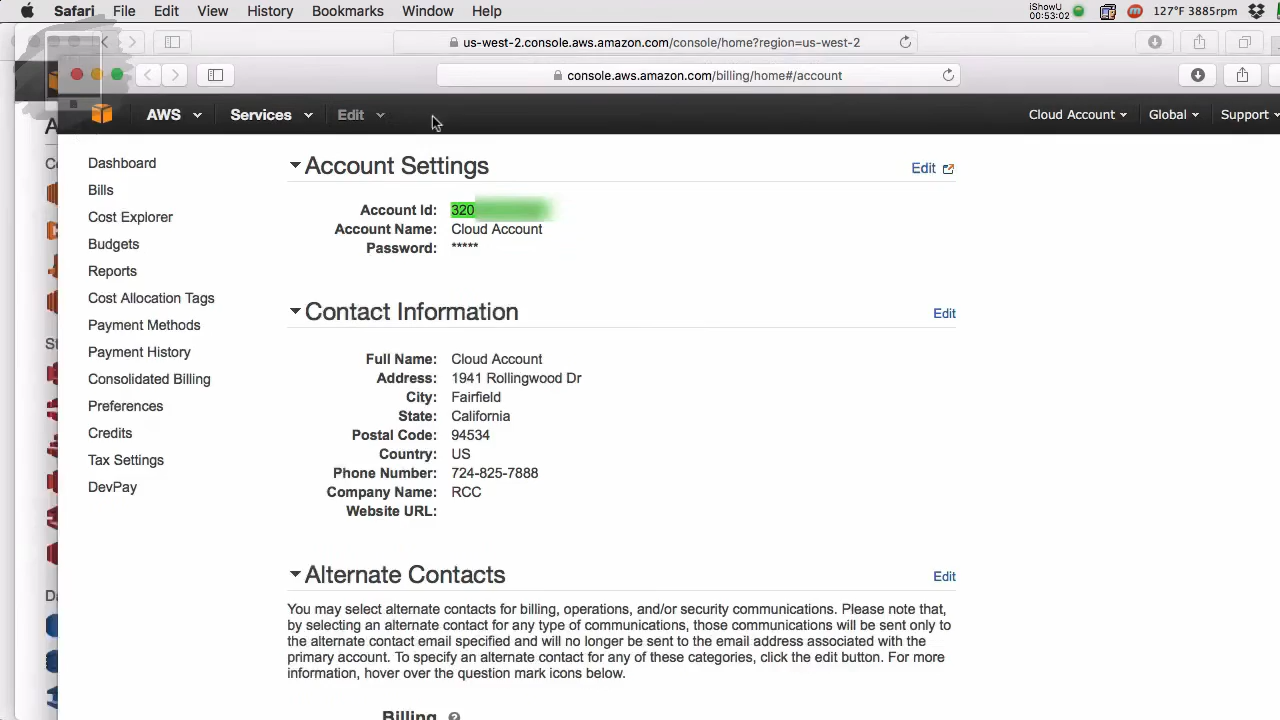 Safari File Edit View History Bookmarks Window Help iShowU 00:53:02 127°F 3885rpm
us-west-2.console.aws.amazon.com/console/home?region=us-west-2
console.aws.amazon.com/billing/home#/account
AWS Services Edit Cloud Account Global Support
Dashboard
Bills
Cost Explorer
Budgets
Reports
Cost Allocation Tags
Payment Methods
Payment History
Consolidated Billing
Preferences
Credits
Tax Settings
DevPay
Account Settings Edit
Account Id: 320
Account Name: Cloud Account
Password: *****
Contact Information Edit
Full Name: Cloud Account
Address: 1941 Rollingwood Dr
City: Fairfield
State: California
Postal Code: 94534
Country: US
Phone Number: 724-825-7888
Company Name: RCC
Website URL:
Alternate Contacts Edit
You may select alternate contacts for billing, operations, and/or security communications. Please note that,
by selecting an alternate contact for any type of communications, those communications will be sent only to
the alternate contact email specified and will no longer be sent to the email address associated with the
primary account. To specify an alternate contact for any of these categories, click the edit button. For more
information, hover over the question mark icons below.
Billing ?